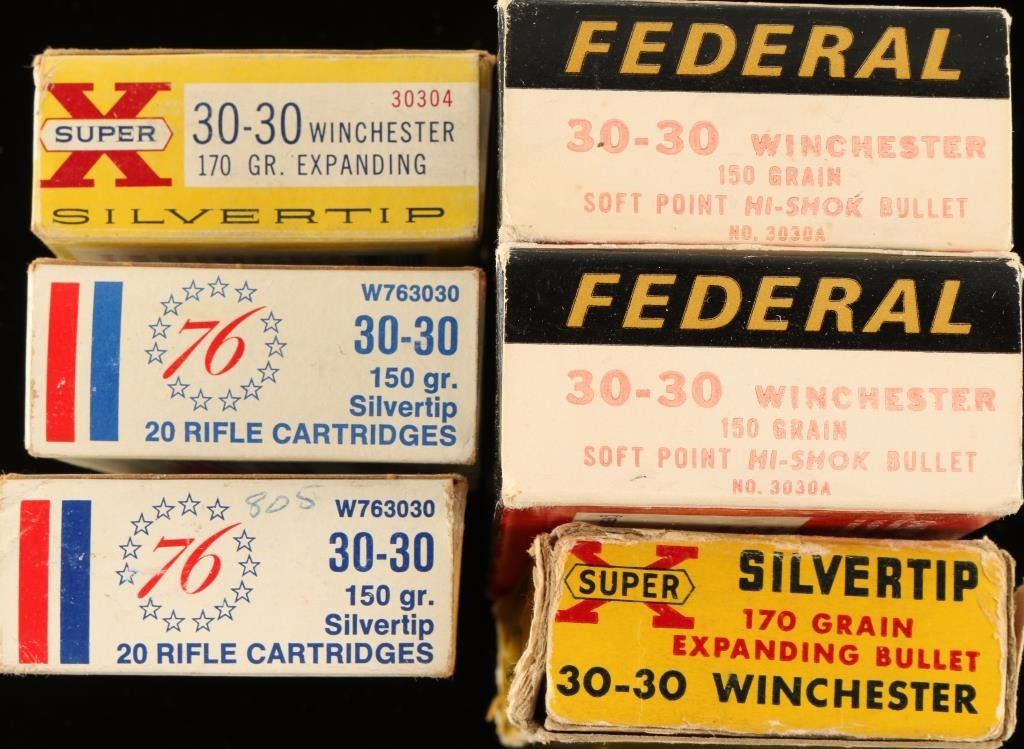 SUPER X
30304
30-30 WINCHESTER
170 GR. EXPANDING
SILVERTIP
76
W763030
30-30
150 gr.
Silvertip
20 RIFLE CARTRIDGES
805
76
W763030
30-30
150 gr.
Silvertip
20 RIFLE CARTRIDGES
FEDERAL
30-30 WINCHESTER
150 GRAIN
SOFT POINT HI-SHOK BULLET
NO. 3030A
FEDERAL
30-30 WINCHESTER
150 GRAIN
SOFT POINT HI-SHOK BULLET
NO. 3030A
SUPER X
SILVERTIP
170 GRAIN
EXPANDING BULLET
30-30 WINCHESTER